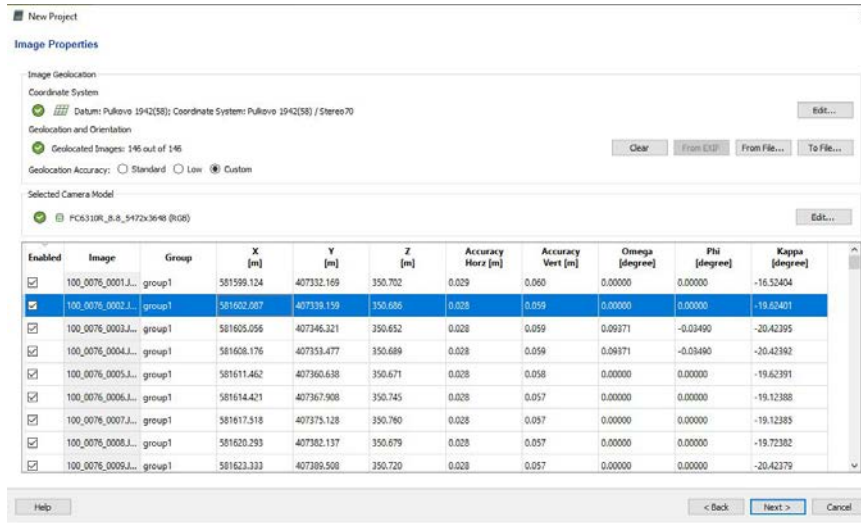 New Project
Image Properties
Image Geolocation
Coordinate System
Datum: Pulkovo 1942(58); Coordinate System: Pulkovo 1942(58) / Stereo70
Edit...
Geolocation and Orientation
Geolocated Images: 146 out of 146
Clear From EXIF From File... To File...
Geolocation Accuracy: Standard Low Custom
Selected Camera Model
FC6310R_8.8_5472x3648 (RGB)
Edit...
Enabled Image Group X [m] Y [m] Z [m] Accuracy Horz [m] Accuracy Vert [m] Omega [degree] Phi [degree] Kappa [degree]
100_0076_0001.J... group1 581599.124 407332.169 350.702 0.029 0.060 0.00000 0.00000 -16.52404
100_0076_0002.J... group1 581602.087 407339.159 350.686 0.028 0.059 0.00000 0.00000 -19.62401
100_0076_0003.J... group1 581605.056 407346.321 350.652 0.028 0.059 0.09371 -0.03490 -20.42395
100_0076_0004.J... group1 581608.176 407353.477 350.689 0.028 0.059 0.09371 -0.03490 -20.42392
100_0076_0005.J... group1 581611.462 407360.638 350.671 0.028 0.058 0.00000 0.00000 -19.62391
100_0076_0006.J... group1 581614.421 407367.908 350.745 0.028 0.057 0.00000 0.00000 -19.12388
100_0076_0007.J... group1 581617.518 407375.128 350.760 0.028 0.057 0.00000 0.00000 -19.12385
100_0076_0008.J... group1 581620.293 407382.137 350.679 0.028 0.057 0.00000 0.00000 -19.72382
100_0076_0009.J... group1 581623.333 407389.508 350.720 0.028 0.057 0.00000 0.00000 -20.42379
Help < Back Next > Cancel